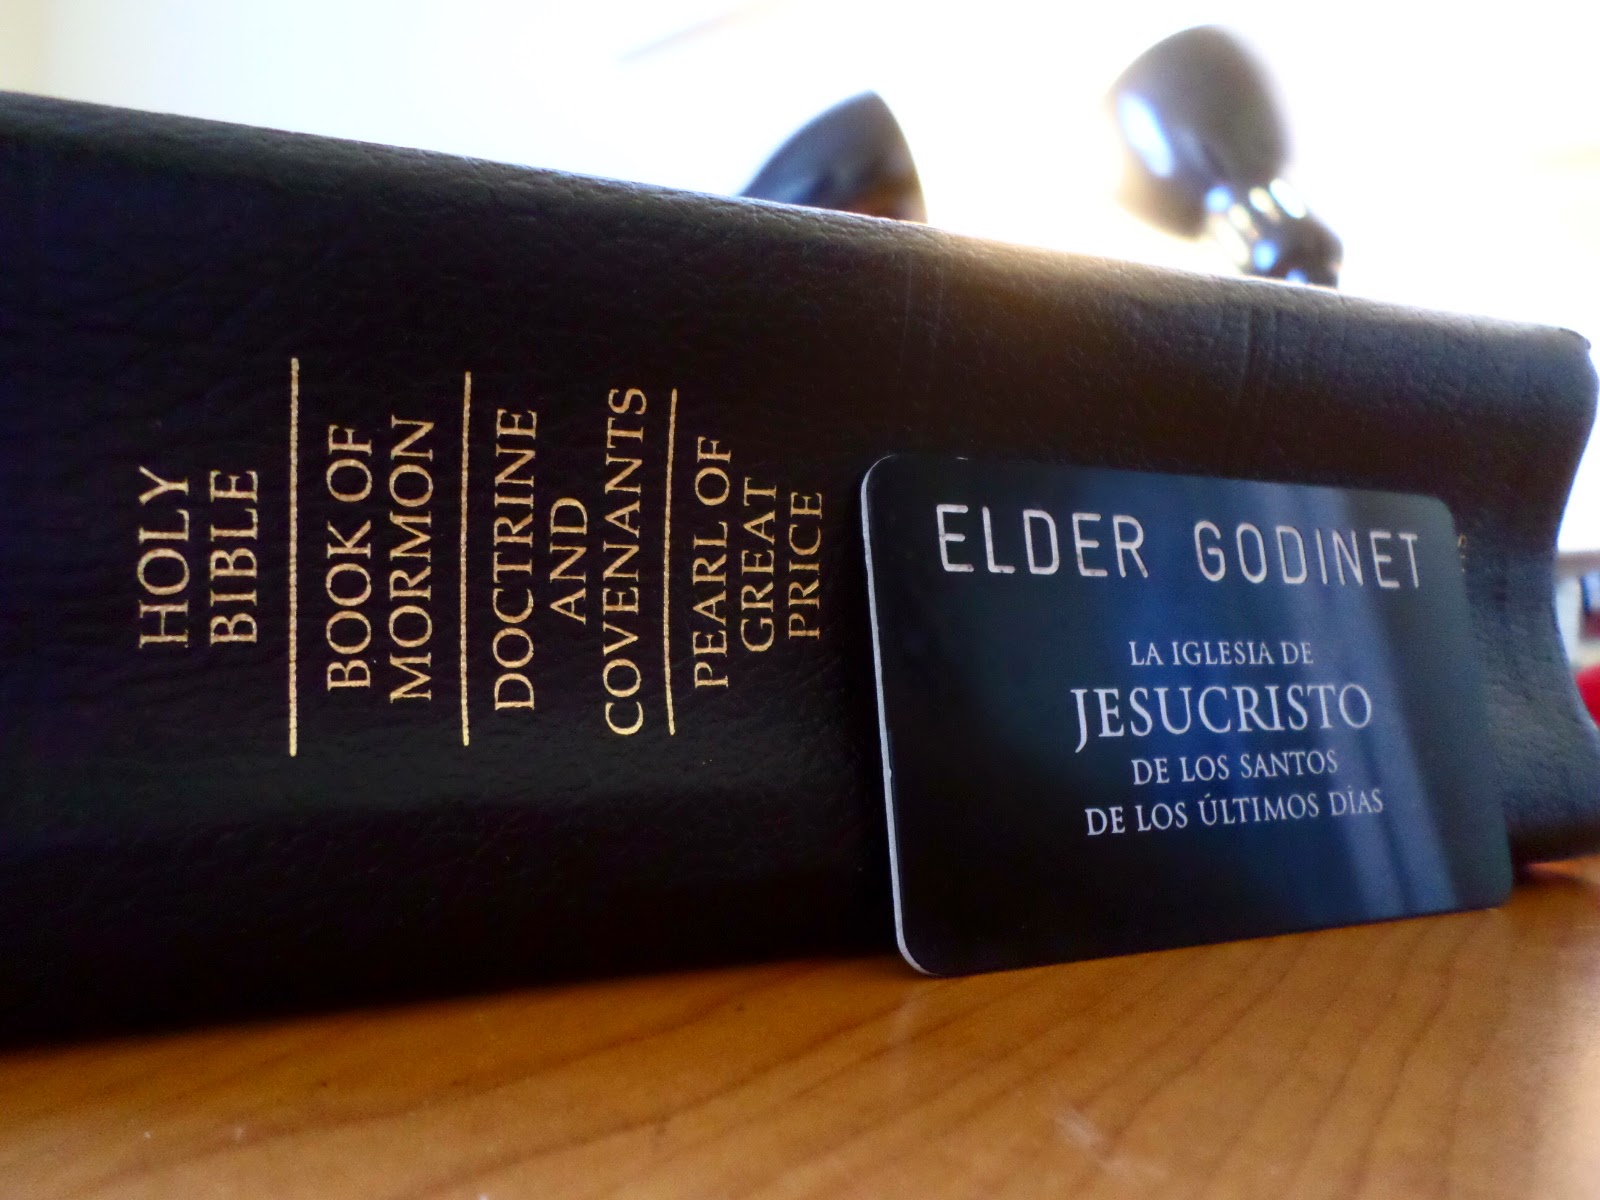 HOLY
BIBLE
BOOK OF
MORMON
DOCTRINE
AND
COVENANTS
PEARL OF
GREAT
PRICE
ELDER GODINET
LA IGLESIA DE
JESUCRISTO
DE LOS SANTOS
DE LOS ÚLTIMOS DÍAS